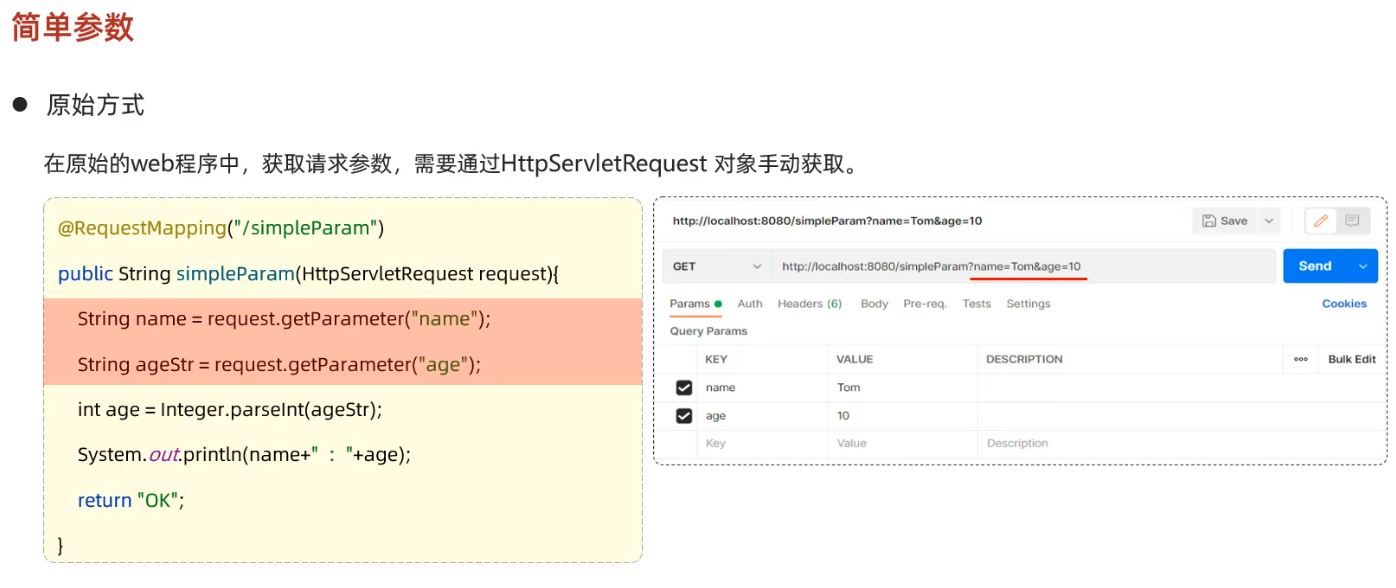 简单参数
● 原始方式
在原始的web程序中，获取请求参数，需要通过HttpServletRequest 对象手动获取。
@RequestMapping("/simpleParam")
public String simpleParam(HttpServletRequest request){
String name = request.getParameter("name");
String ageStr = request.getParameter("age");
int age = Integer.parseInt(ageStr);
System.out.println(name+" : "+age);
return "OK";
}
http://localhost:8080/simpleParam?name=Tom&age=10 Save
GET http://localhost:8080/simpleParam?name=Tom&age=10 Send
Params Auth Headers (6) Body Pre-req. Tests Settings Cookies
Query Params
KEY VALUE DESCRIPTION ooo Bulk Edit
name Tom
age 10
Key Value Description